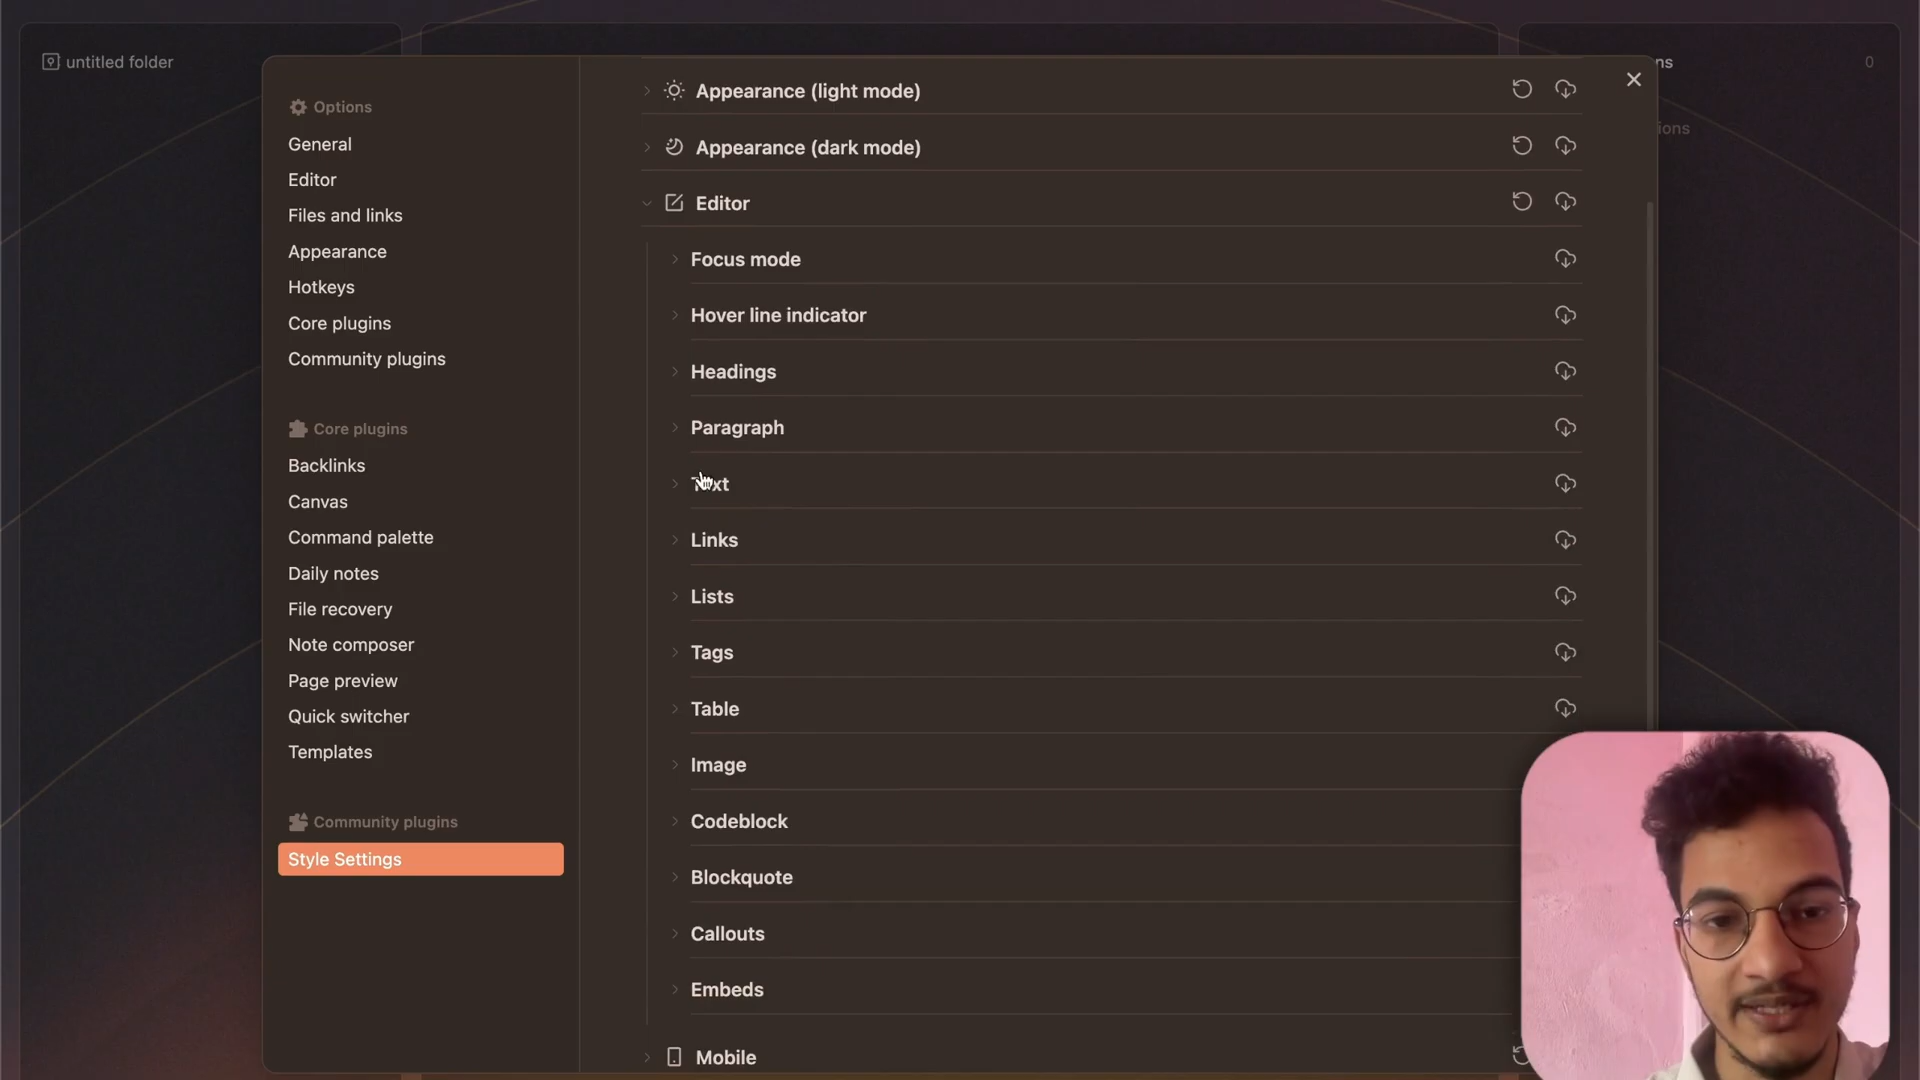 untitled folder
Options
General
Editor
Files and links
Appearance
Hotkeys
Core plugins
Community plugins
Core plugins
Backlinks
Canvas
Command palette
Daily notes
File recovery
Note composer
Page preview
Quick switcher
Templates
Community plugins
Style Settings
Appearance (light mode)
Appearance (dark mode)
Editor
Focus mode
Hover line indicator
Headings
Paragraph
Text
Links
Lists
Tags
Table
Image
Codeblock
Blockquote
Callouts
Embeds
Mobile
0